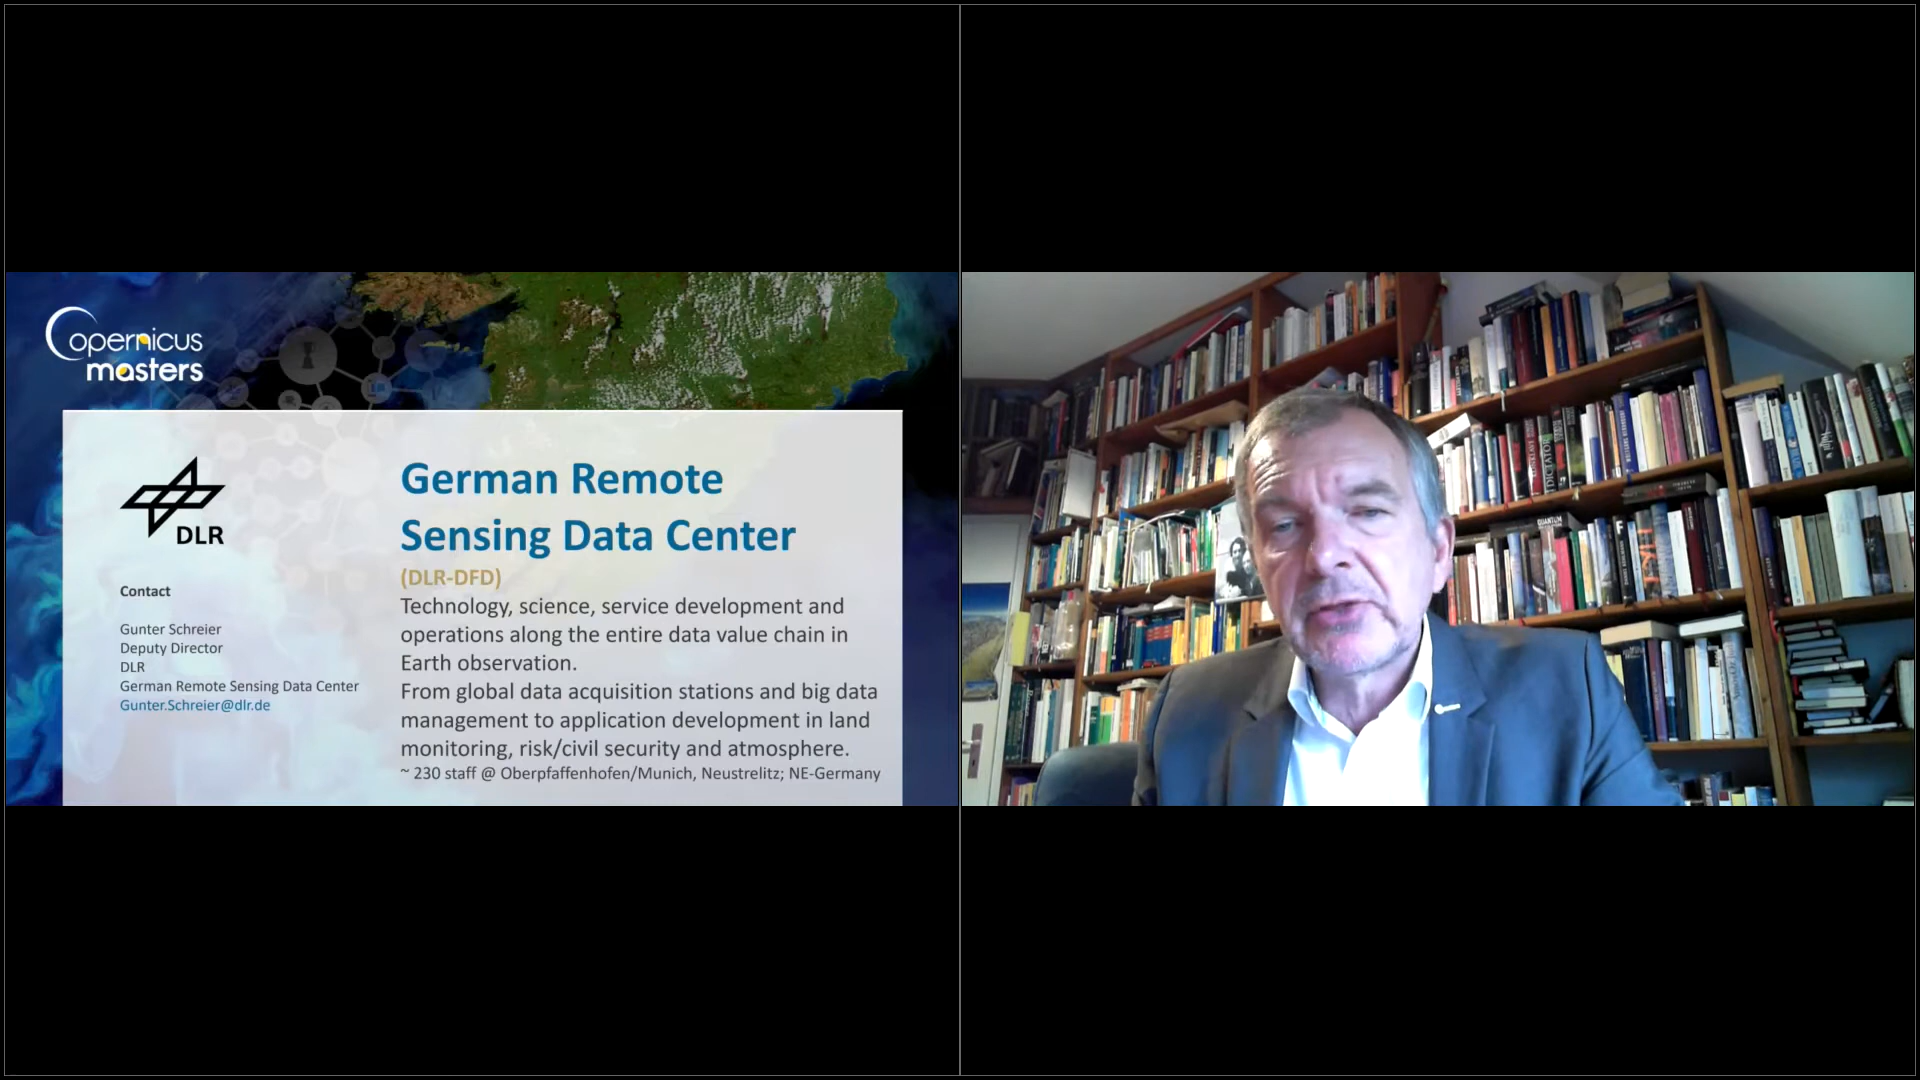 Copernicus
masters
DLR
Contact
Gunter Schreier
Deputy Director
DLR
German Remote Sensing Data Center
Gunter.Schreier@dlr.de
German Remote
Sensing Data Center
(DLR-DFD)
Technology, science, service development and
operations along the entire data value chain in
Earth observation.
From global data acquisition stations and big data
management to application development in land
monitoring, risk/civil security and atmosphere.
~ 230 staff @ Oberpfaffenhofen/Munich, Neustrelitz; NE-Germany
DICTATOR
QUANTUM